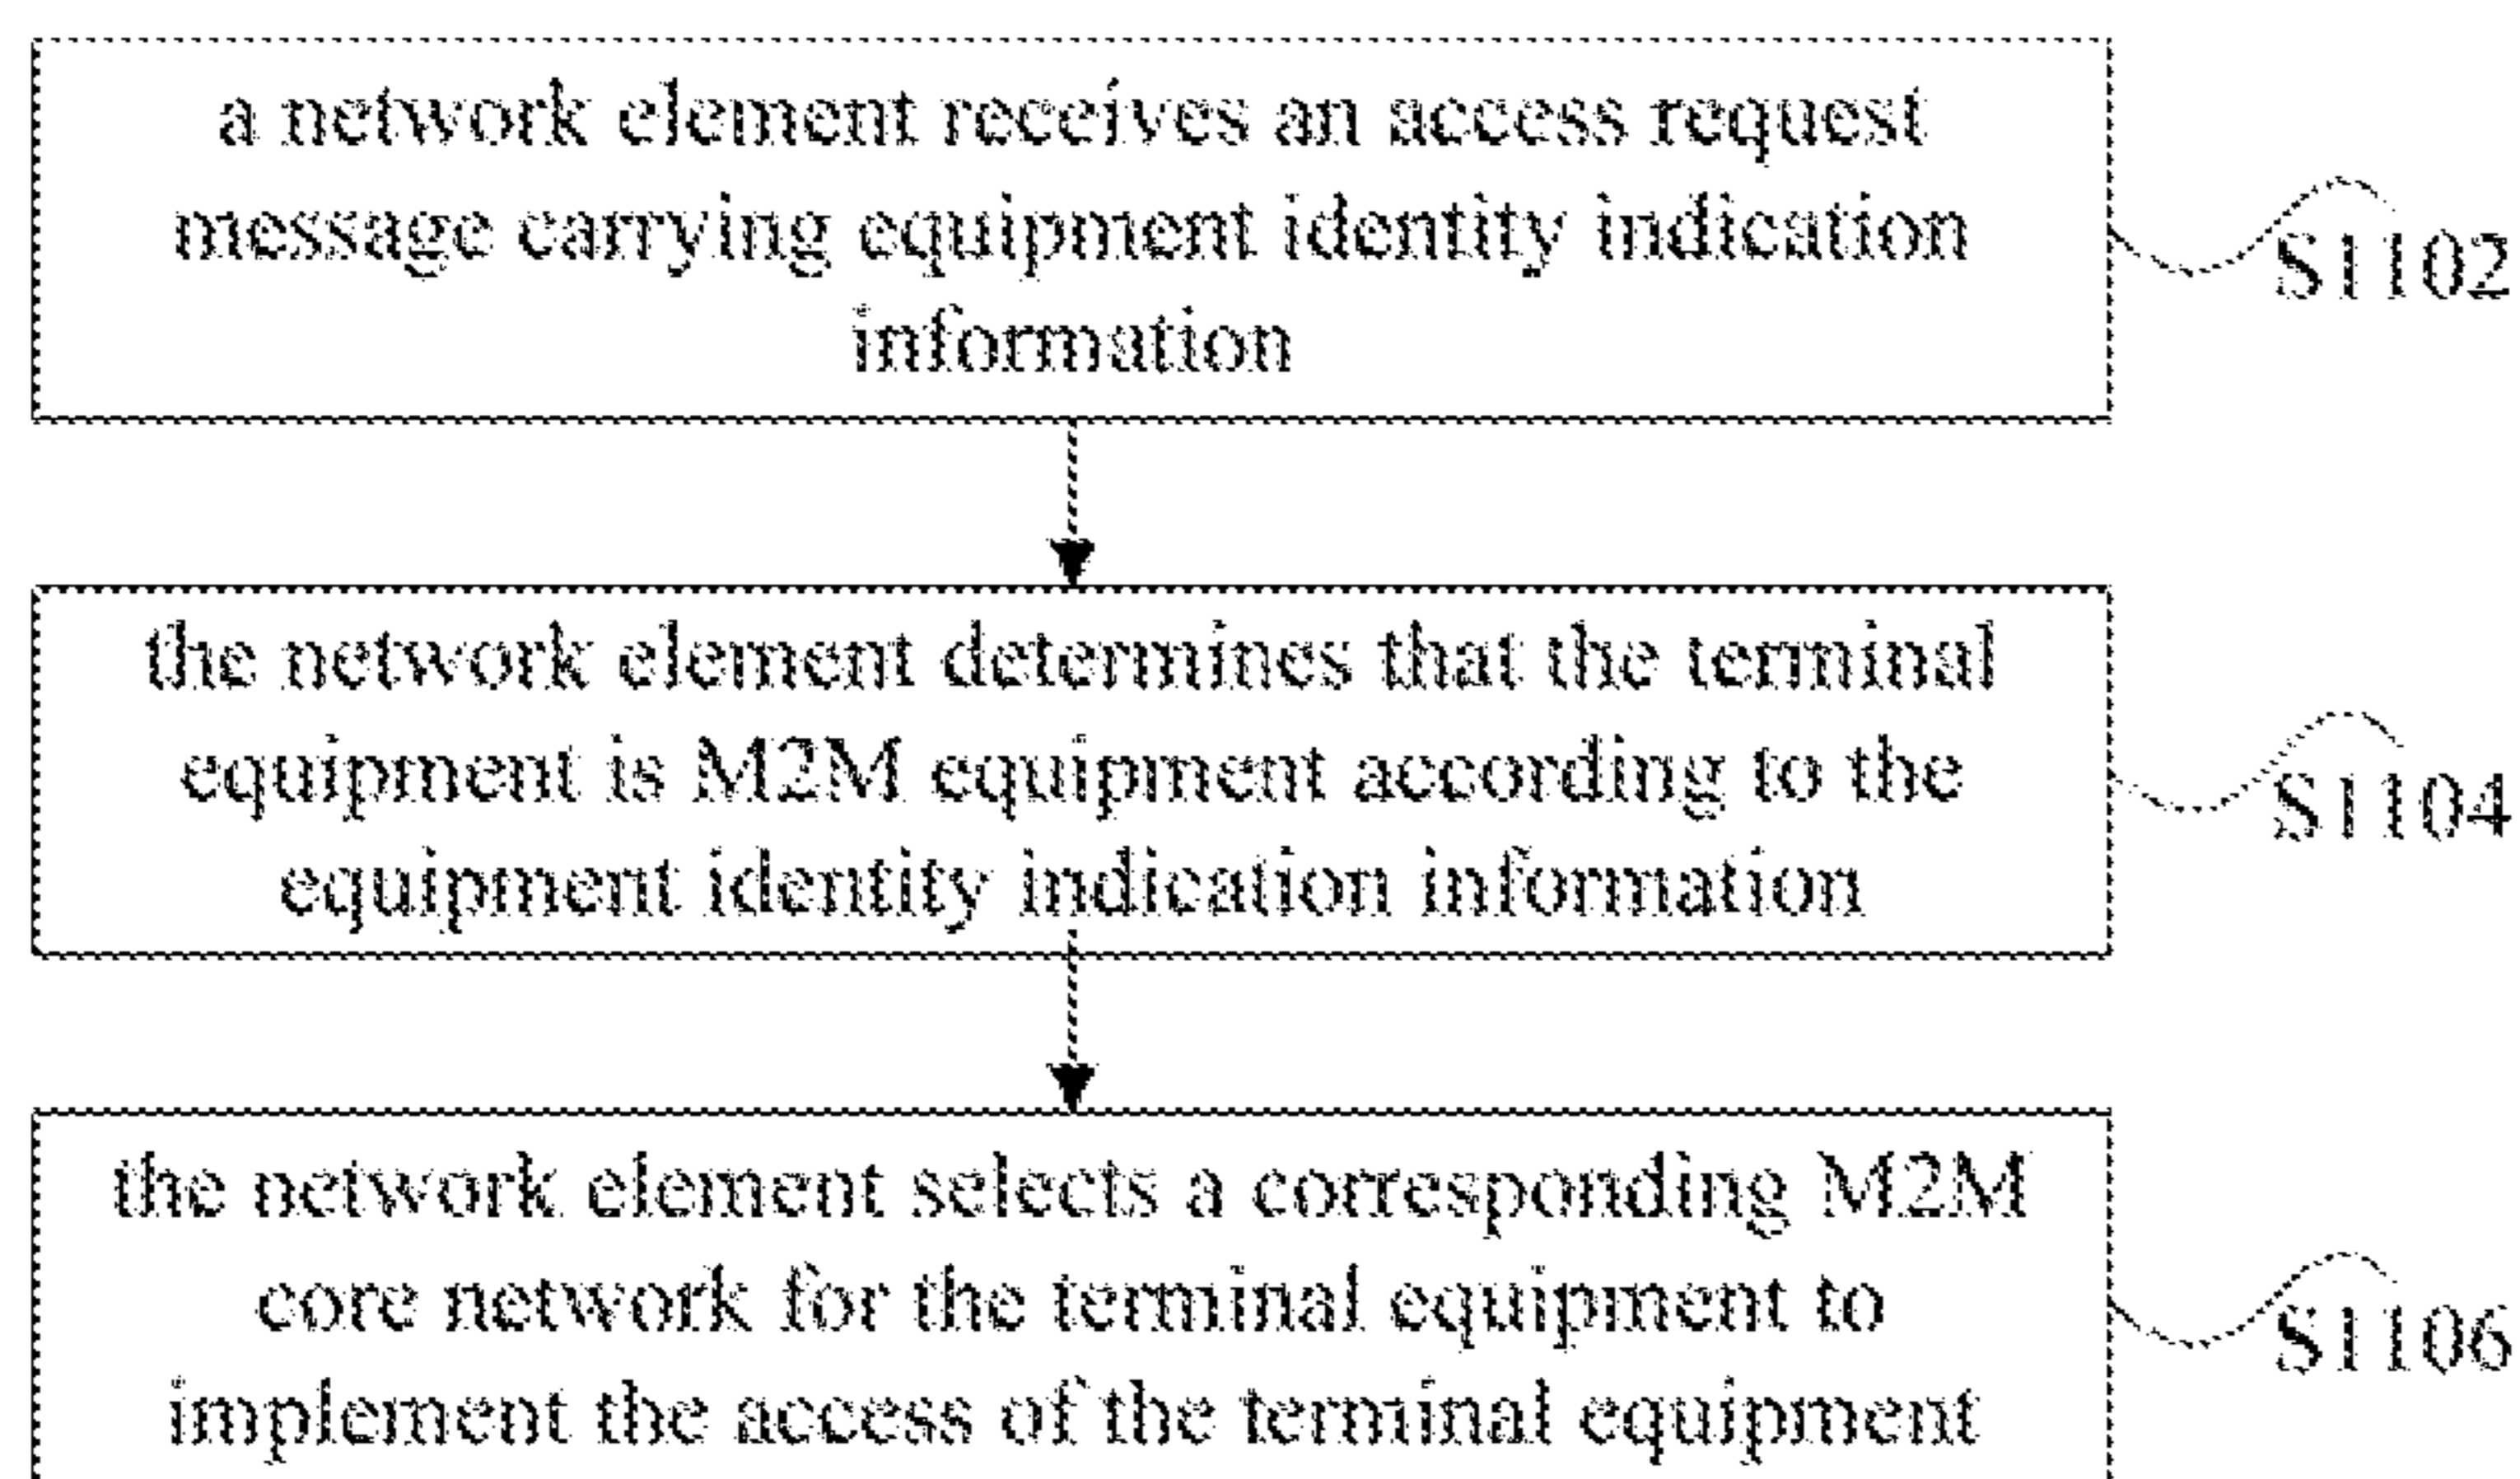 a network element receives an access request
message carrying equipment identity indication
information
S1102
the network element determines that the terminal
equipment is M2M equipment according to the
equipment identity indication information
S1104
the network element selects a corresponding M2M
core network for the terminal equipment to
implement the access of the terminal equipment
S1106